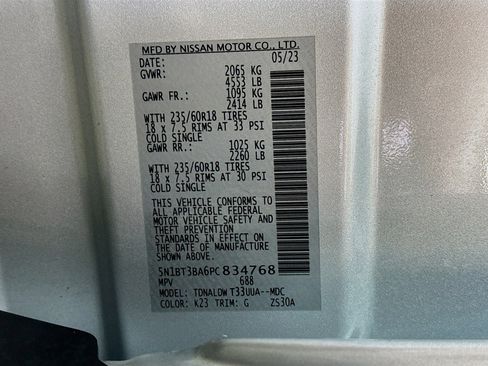 MFD BY NISSAN MOTOR CO., LTD.
DATE: 05/23
GVWR: 2065 KG
4553 LB
GAWR FR.: 1095 KG
2414 LB
WITH 235/60R18 TIRES
18 x 7.5 RIMS AT 33 PSI
COLD SINGLE
GAWR RR.: 1025 KG
2260 LB
WITH 235/60R18 TIRES
18 x 7.5 RIMS AT 30 PSI
COLD SINGLE
THIS VEHICLE CONFORMS TO
ALL APPLICABLE FEDERAL
MOTOR VEHICLE SAFETY AND
THEFT PREVENTION
STANDARDS IN EFFECT ON
THE DATE OF MANUFACTURE
SHOWN ABOVE.
5N1BT3BA6PC834768
MPV 688
MODEL: TDNALDW T33UUA--MDC
COLOR: K23 TRIM: G ZS30A